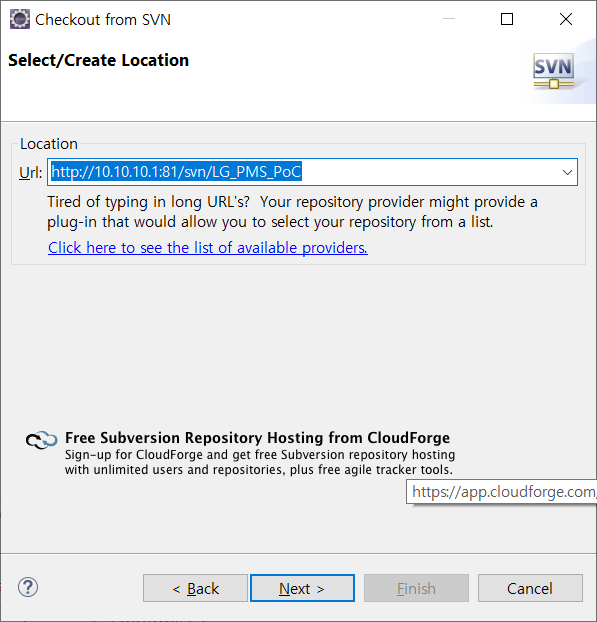 Checkout from SVN
Select/Create Location
SVN
Location
Url: http://10.10.10.1:81/svn/LG_PMS_PoC
Tired of typing in long URL's?  Your repository provider might provide a
plug-in that would allow you to select your repository from a list.
Click here to see the list of available providers.
Free Subversion Repository Hosting from CloudForge
Sign-up for CloudForge and get free Subversion repository hosting
with unlimited users and repositories, plus free agile tracker tools.
https://app.cloudforge.com/
?
< Back
Next >
Finish
Cancel